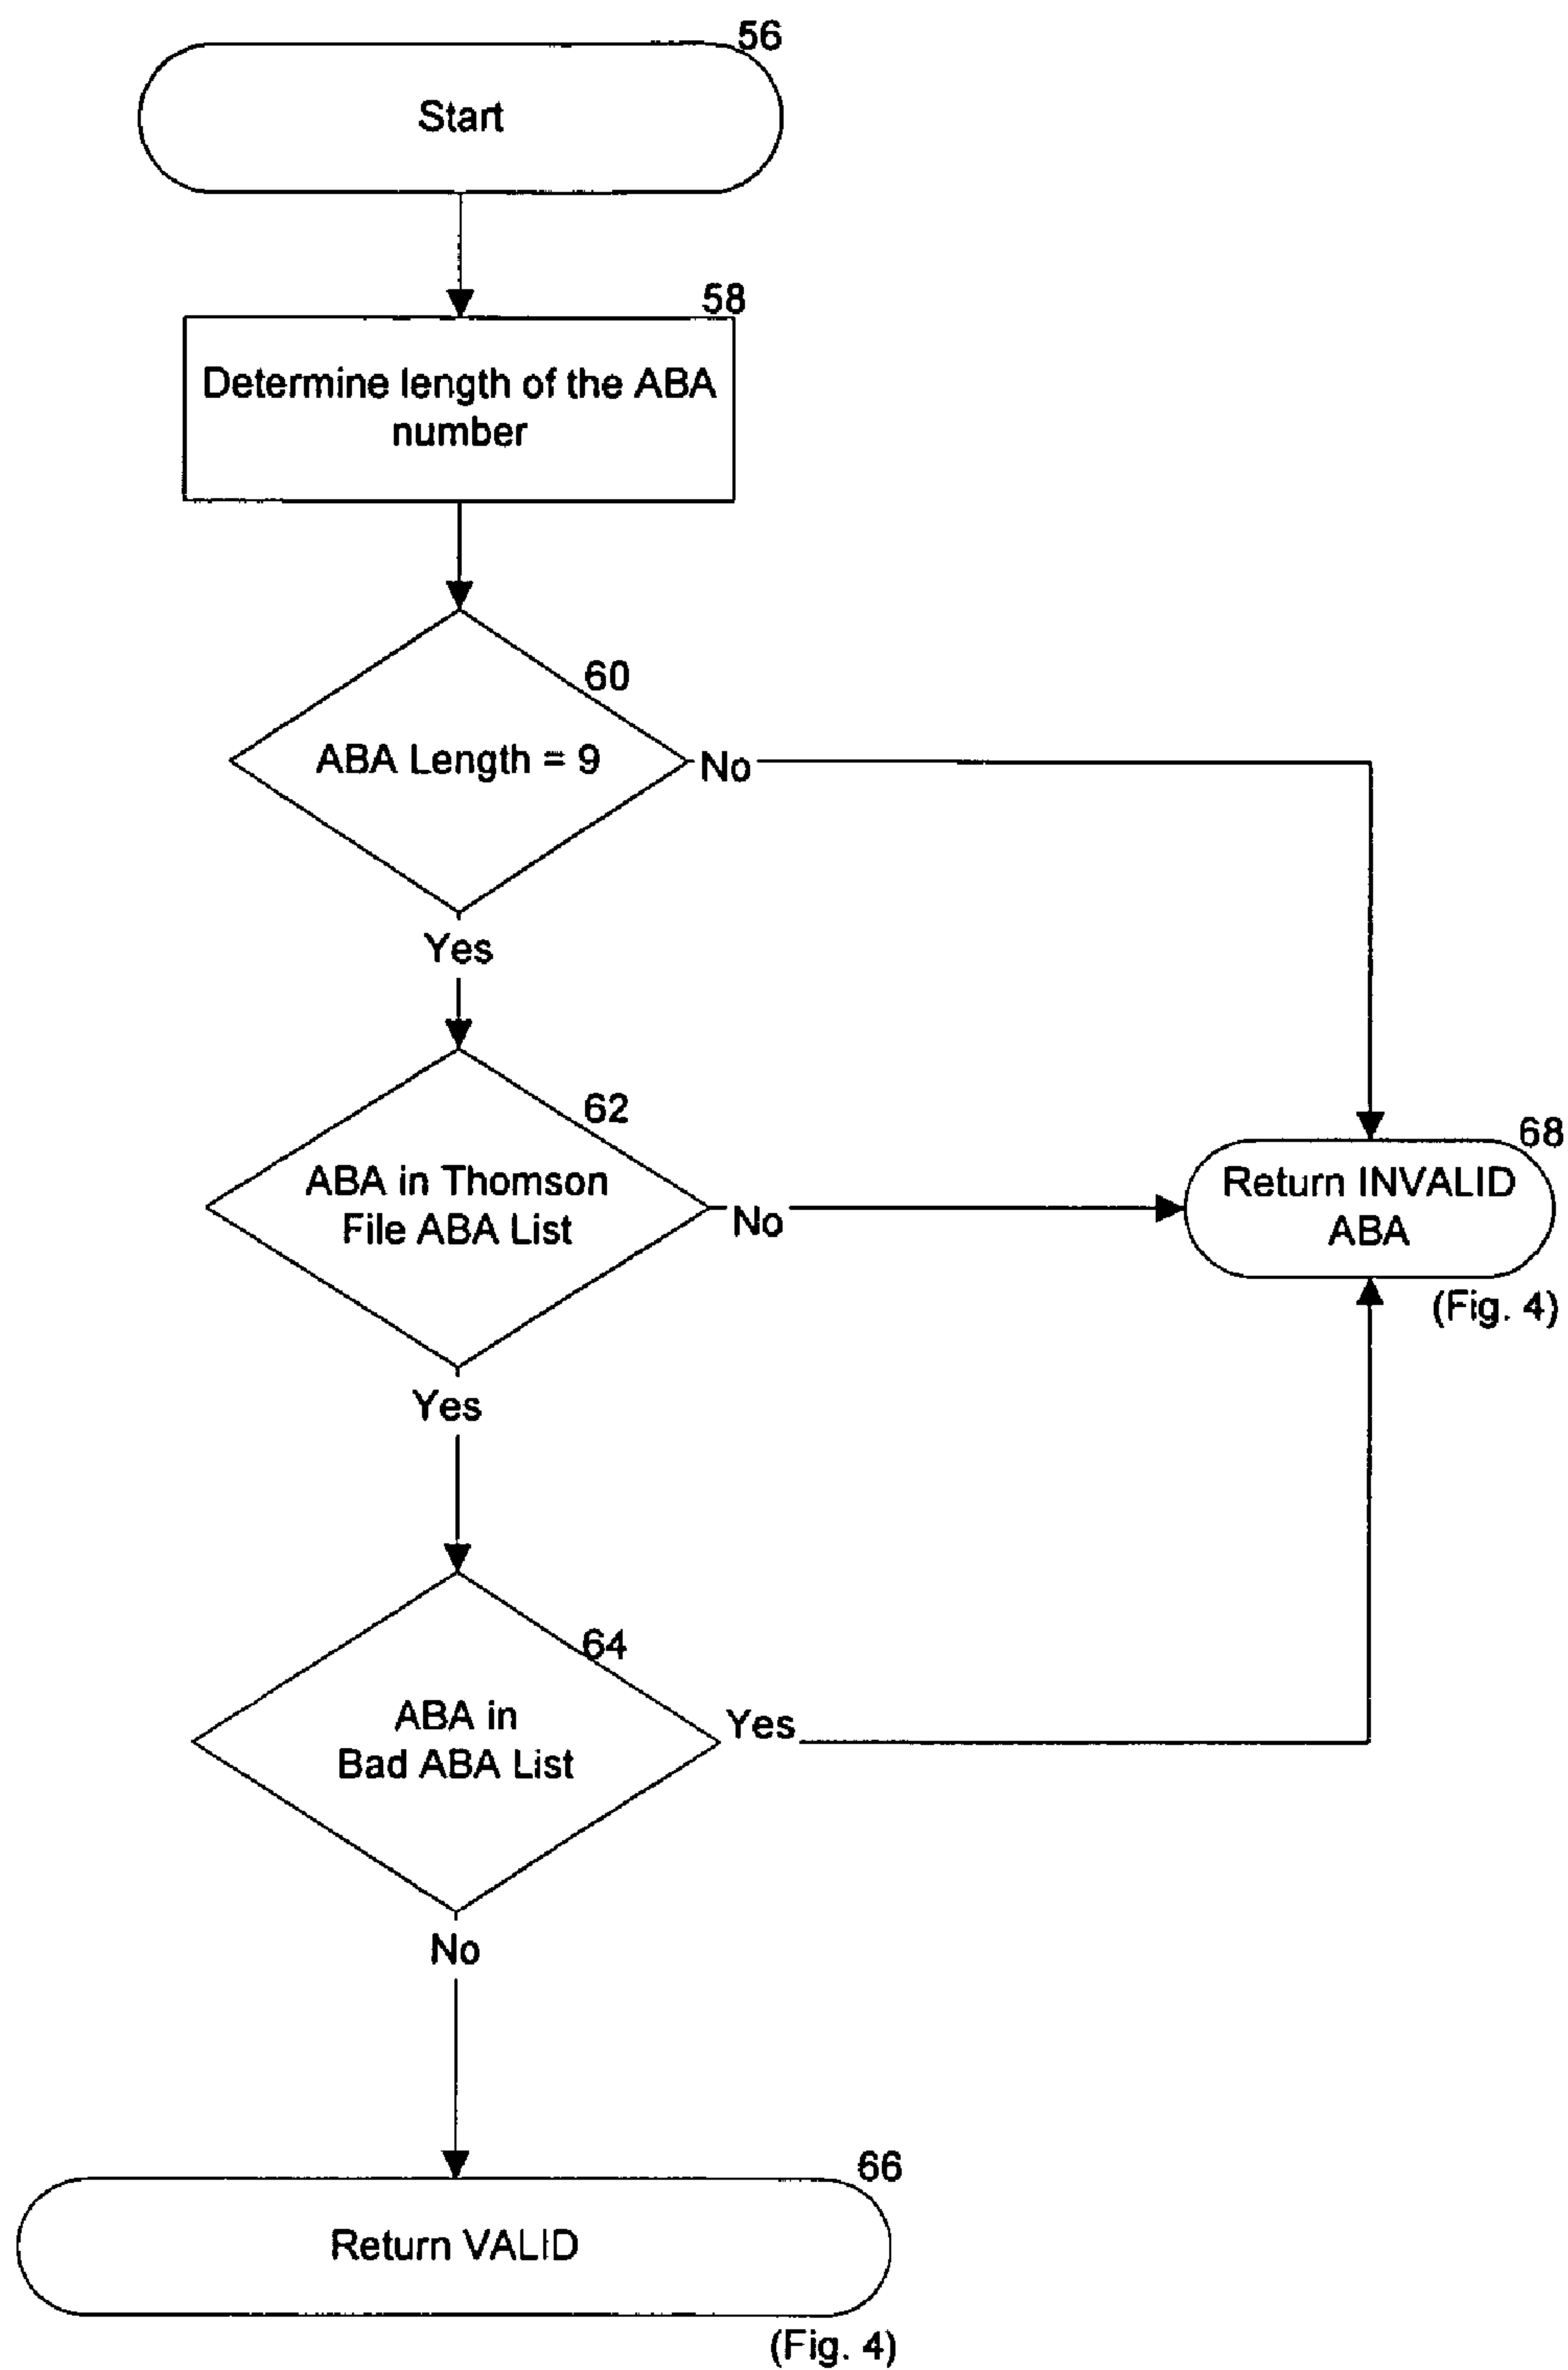 56
Start
58
Determine length of the ABA
number
60
ABA Length = 9
No
Yes
62
ABA in Thomson
File ABA List
No
68
Return INVALID
ABA
(Fig. 4)
Yes
64
ABA in
Bad ABA List
Yes
No
66
Return VALID
(Fig. 4)